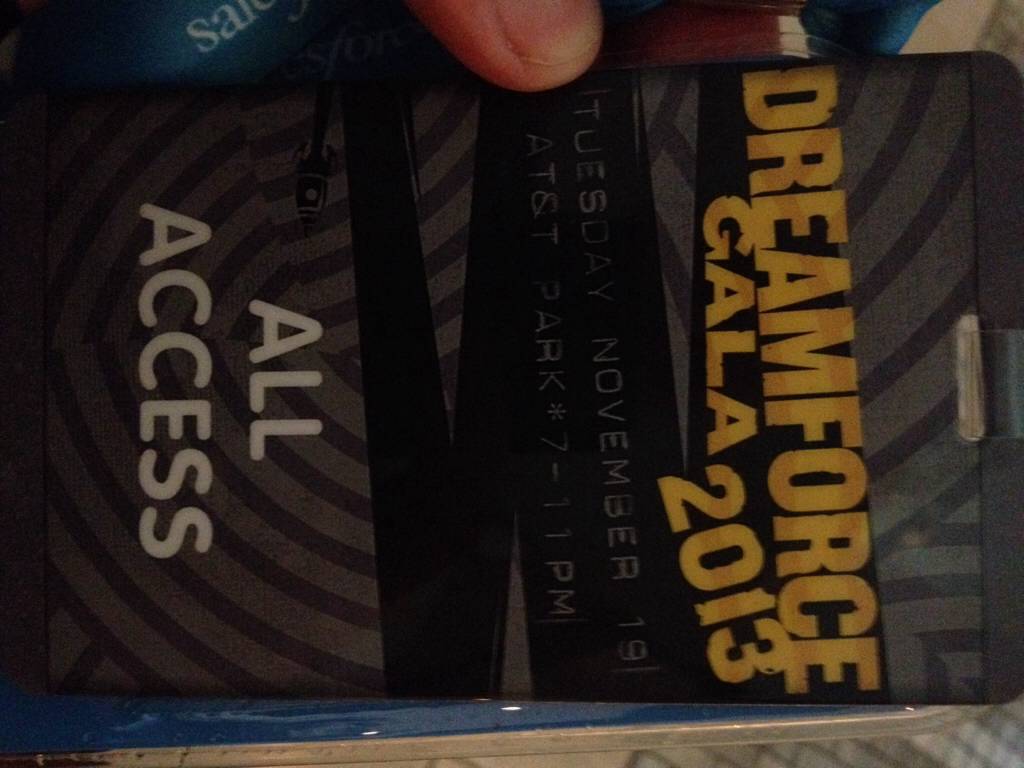 DREAMFORCE
GALA 2013
TUESDAY NOVEMBER 19
AT&T PARK*7-11PM
ALL
ACCESS